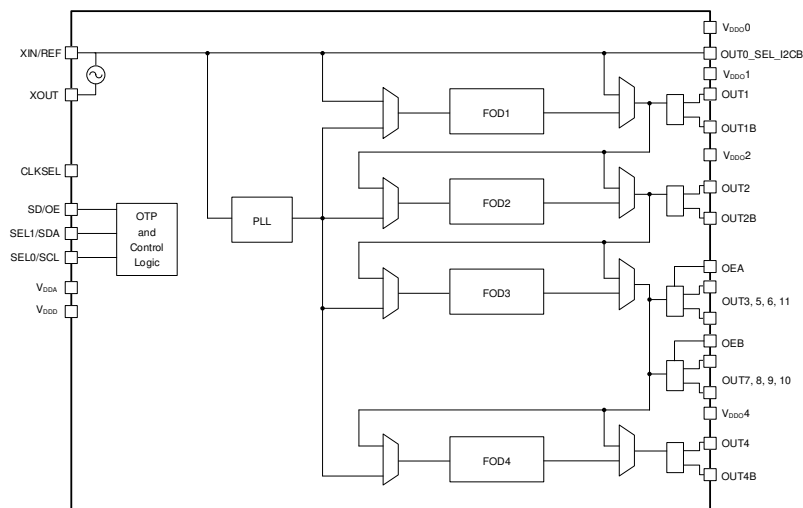 XIN/REF
XOUT
CLKSEL
SD/OE
SEL1/SDA
SEL0/SCL
VDDA
VDDD
OTP
and
Control
Logic
PLL
FOD1
FOD2
FOD3
FOD4
VDDO0
OUT0_SEL_I2CB
VDDO1
OUT1
OUT1B
VDDO2
OUT2
OUT2B
OEA
OUT3, 5, 6, 11
OEB
OUT7, 8, 9, 10
VDDO4
OUT4
OUT4B